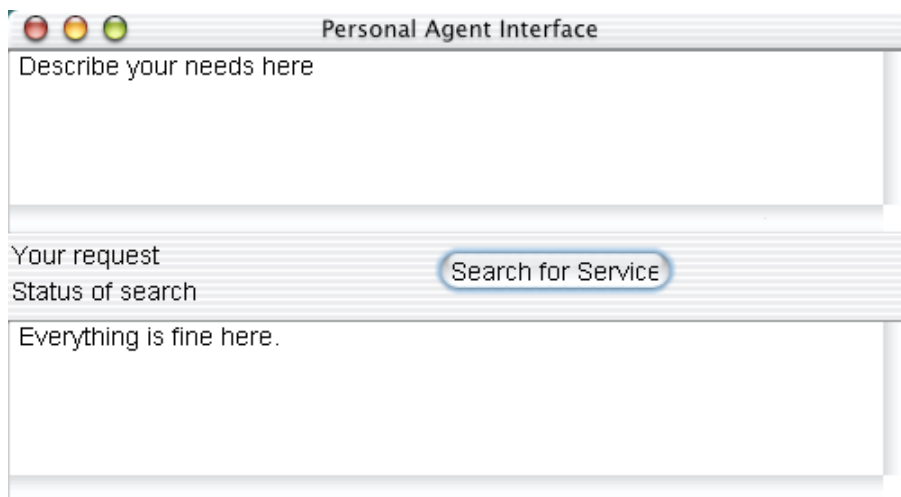 Personal Agent Interface
Describe your needs here
Your request
Search for Service
Status of search
Everything is fine here.